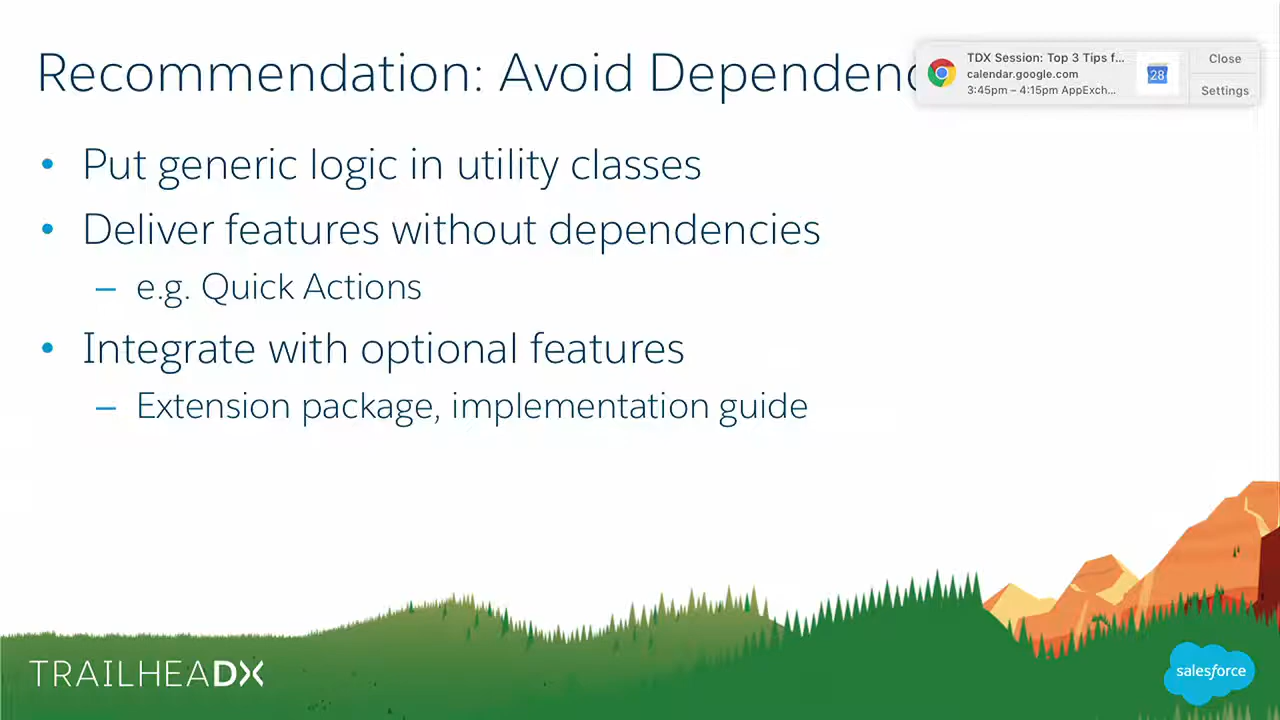 Recommendation: Avoid
TDX Session: Top 3 Tips f...
calendar.google.com
3:45pm – 4:15pm AppExch...
28
Close
Settings
• Put generic logic in utility classes
• Deliver features without dependencies
– e.g. Quick Actions
• Integrate with optional features
– Extension package, implementation guide
TRAILHEADX
salesforce